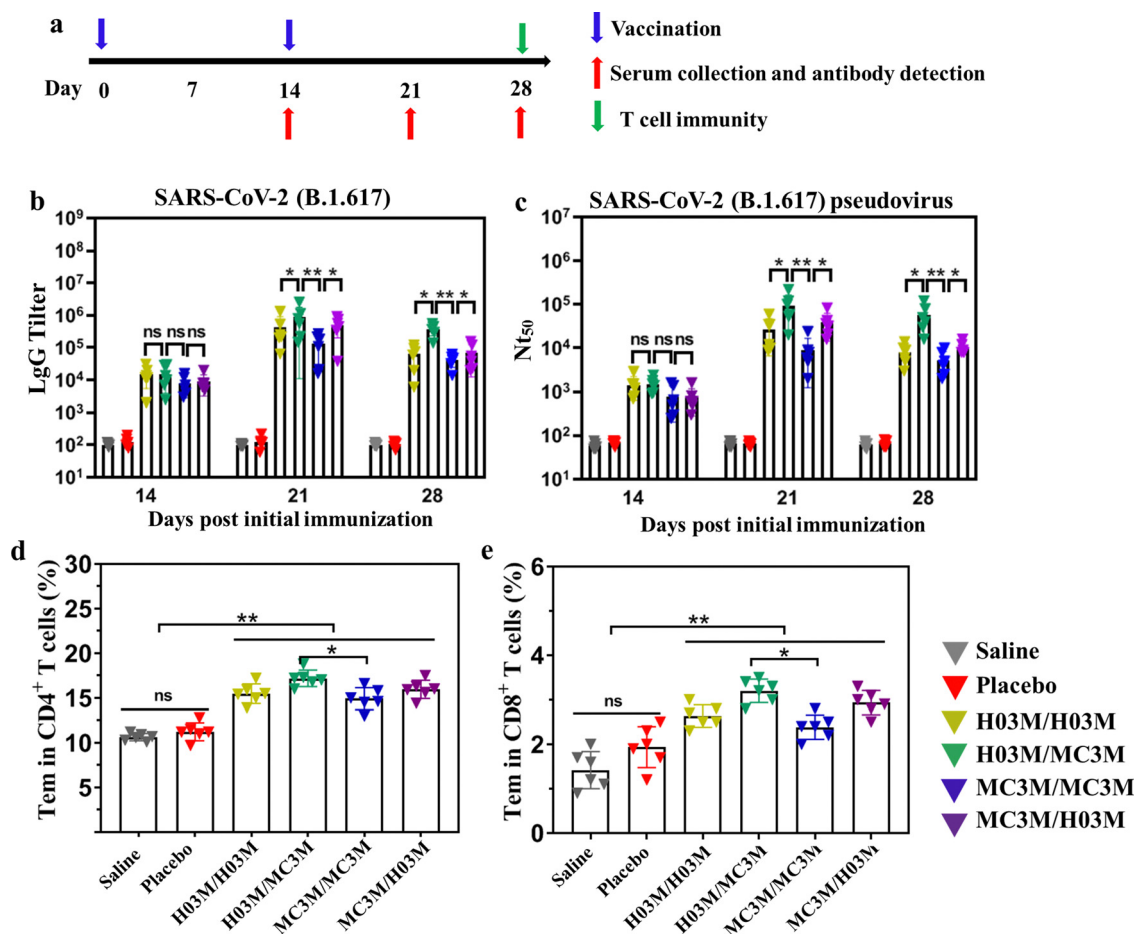 a
Vaccination
Day 0 7 14 21 28
Serum collection and antibody detection
T cell immunity
b SARS-CoV-2 (B.1.617)
LgG Tilter
10⁹
10⁸
10⁷
10⁶
10⁵
10⁴
10³
10²
10¹
ns ns ns
* ** *
* ** *
14 21 28
Days post initial immunization
c SARS-CoV-2 (B.1.617) pseudovirus
Nt₅₀
10⁷
10⁶
10⁵
10⁴
10³
10²
10¹
ns ns ns
* ** *
* ** *
14 21 28
Days post initial immunization
d
Tem in CD4⁺ T cells (%)
30
25
20
15
10
5
ns
**
*
Saline
Placebo
H03M/H03M
H03M/MC3M
MC3M/MC3M
MC3M/H03M
e
Tem in CD8⁺ T cells (%)
6
4
2
0
ns
**
*
Saline
Placebo
H03M/H03M
H03M/MC3M
MC3M/MC3M
MC3M/H03M
Saline
Placebo
H03M/H03M
H03M/MC3M
MC3M/MC3M
MC3M/H03M